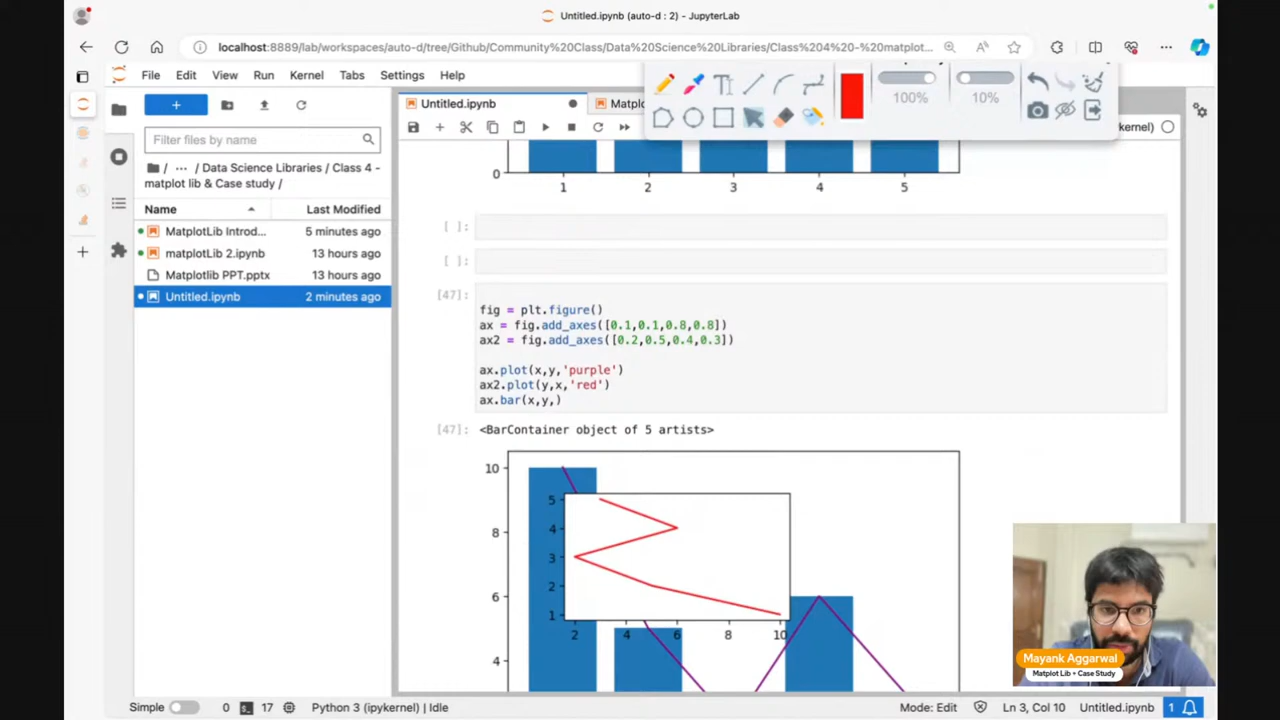 Untitled.ipynb (auto-d : 2) - JupyterLab
localhost:8889/lab/workspaces/auto-d/tree/Github/Community%20Class/Data%20Science%20Libraries/Class%204%20-%20matplot...
File Edit View Run Kernel Tabs Settings Help
100% 10%
Untitled.ipynb
Matpl
kernel)
Filter files by name
/ ... / Data Science Libraries / Class 4 -
matplot lib & Case study /
Name Last Modified
MatplotLib Introd... 5 minutes ago
matplotLib 2.ipynb 13 hours ago
Matplotlib PPT.pptx 13 hours ago
Untitled.ipynb 2 minutes ago
0
1 2 3 4 5
[ ]:
[ ]:
[47]:
fig = plt.figure()
ax = fig.add_axes([0.1,0.1,0.8,0.8])
ax2 = fig.add_axes([0.2,0.5,0.4,0.3])
ax.plot(x,y,'purple')
ax2.plot(y,x,'red')
ax.bar(x,y,)
[47]: <BarContainer object of 5 artists>
10
8
6
4
5
4
3
2
1
2 4 6 8 10
Mayank Aggarwal
Matplot Lib + Case Study
Simple 0 17 Python 3 (ipykernel) | Idle Mode: Edit Ln 3, Col 10 Untitled.ipynb 1